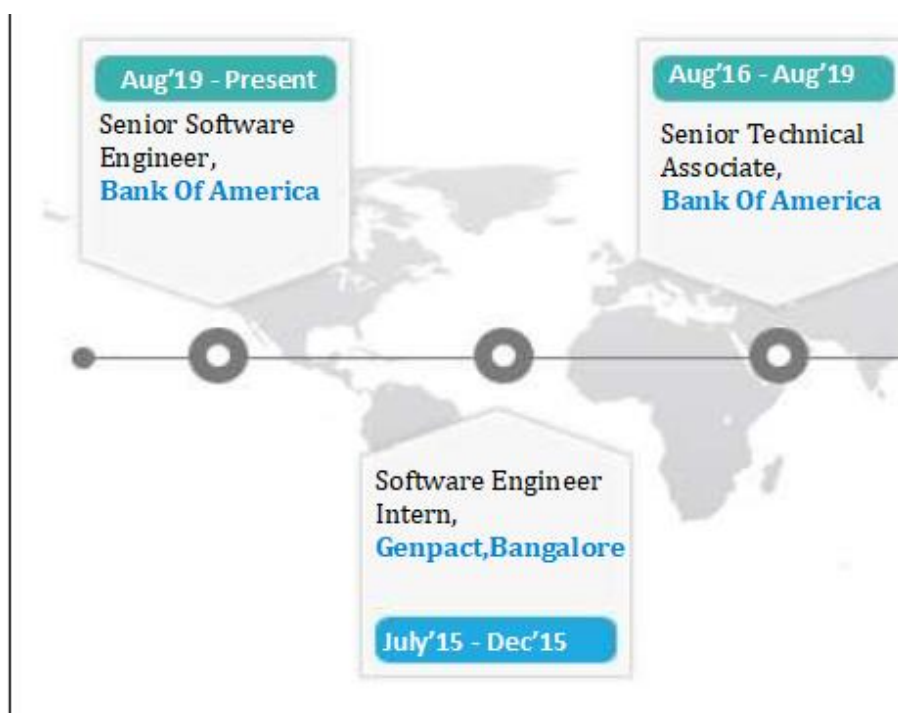 Aug’19 - Present
Senior Software
Engineer,
Bank Of America
Aug’16 - Aug’19
Senior Technical
Associate,
Bank Of America
Software Engineer
Intern,
Genpact,Bangalore
July’15 - Dec’15